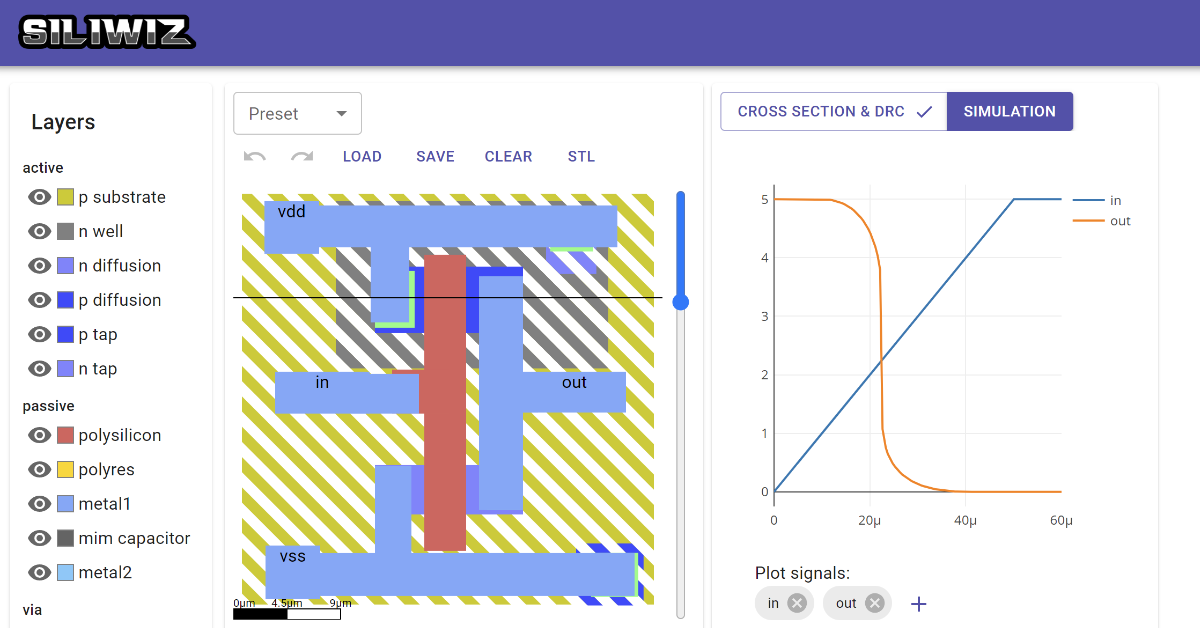 SILIWIZ
Layers
active
p substrate
n well
n diffusion
p diffusion
p tap
n tap
passive
polysilicon
polyres
metal1
mim capacitor
metal2
via
Preset
LOAD SAVE CLEAR STL
vdd
in out
vss
0μm 4.5μm 9μm
CROSS SECTION & DRC SIMULATION
5
4
3
2
1
0
0 20μ 40μ 60μ
in
out
Plot signals:
in out